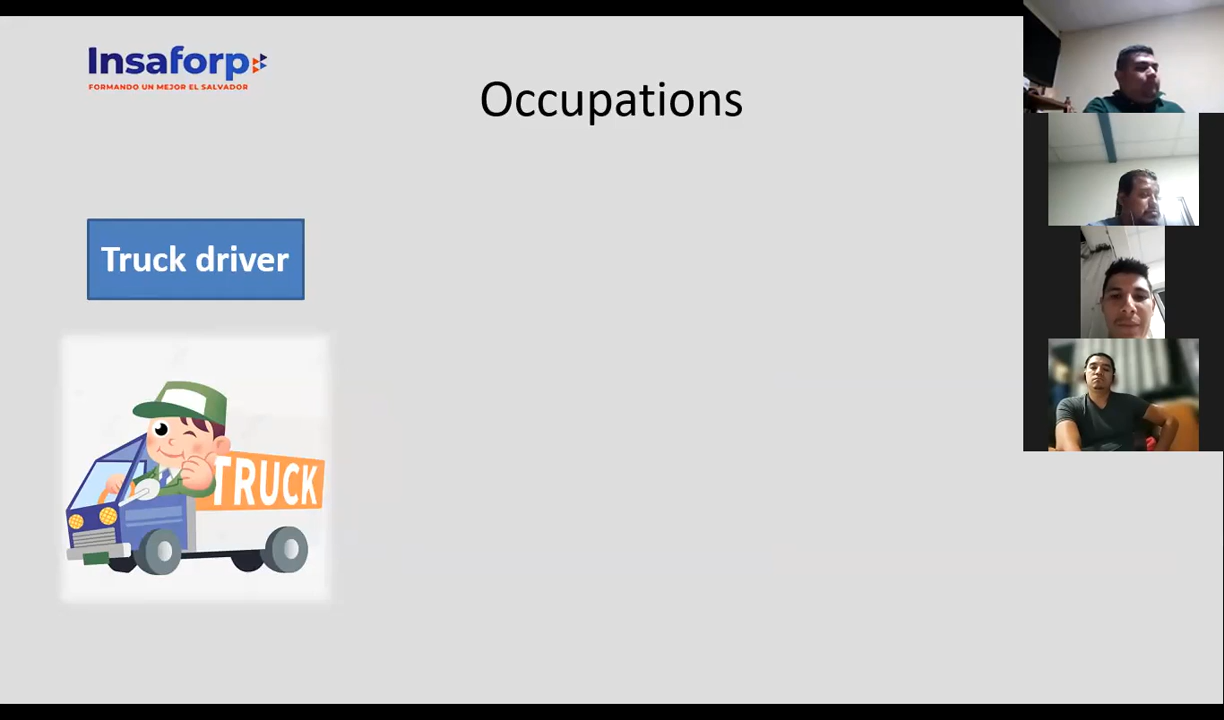 Insaforp
FORMANDO UN MEJOR EL SALVADOR
Occupations
Truck driver
TRUCK